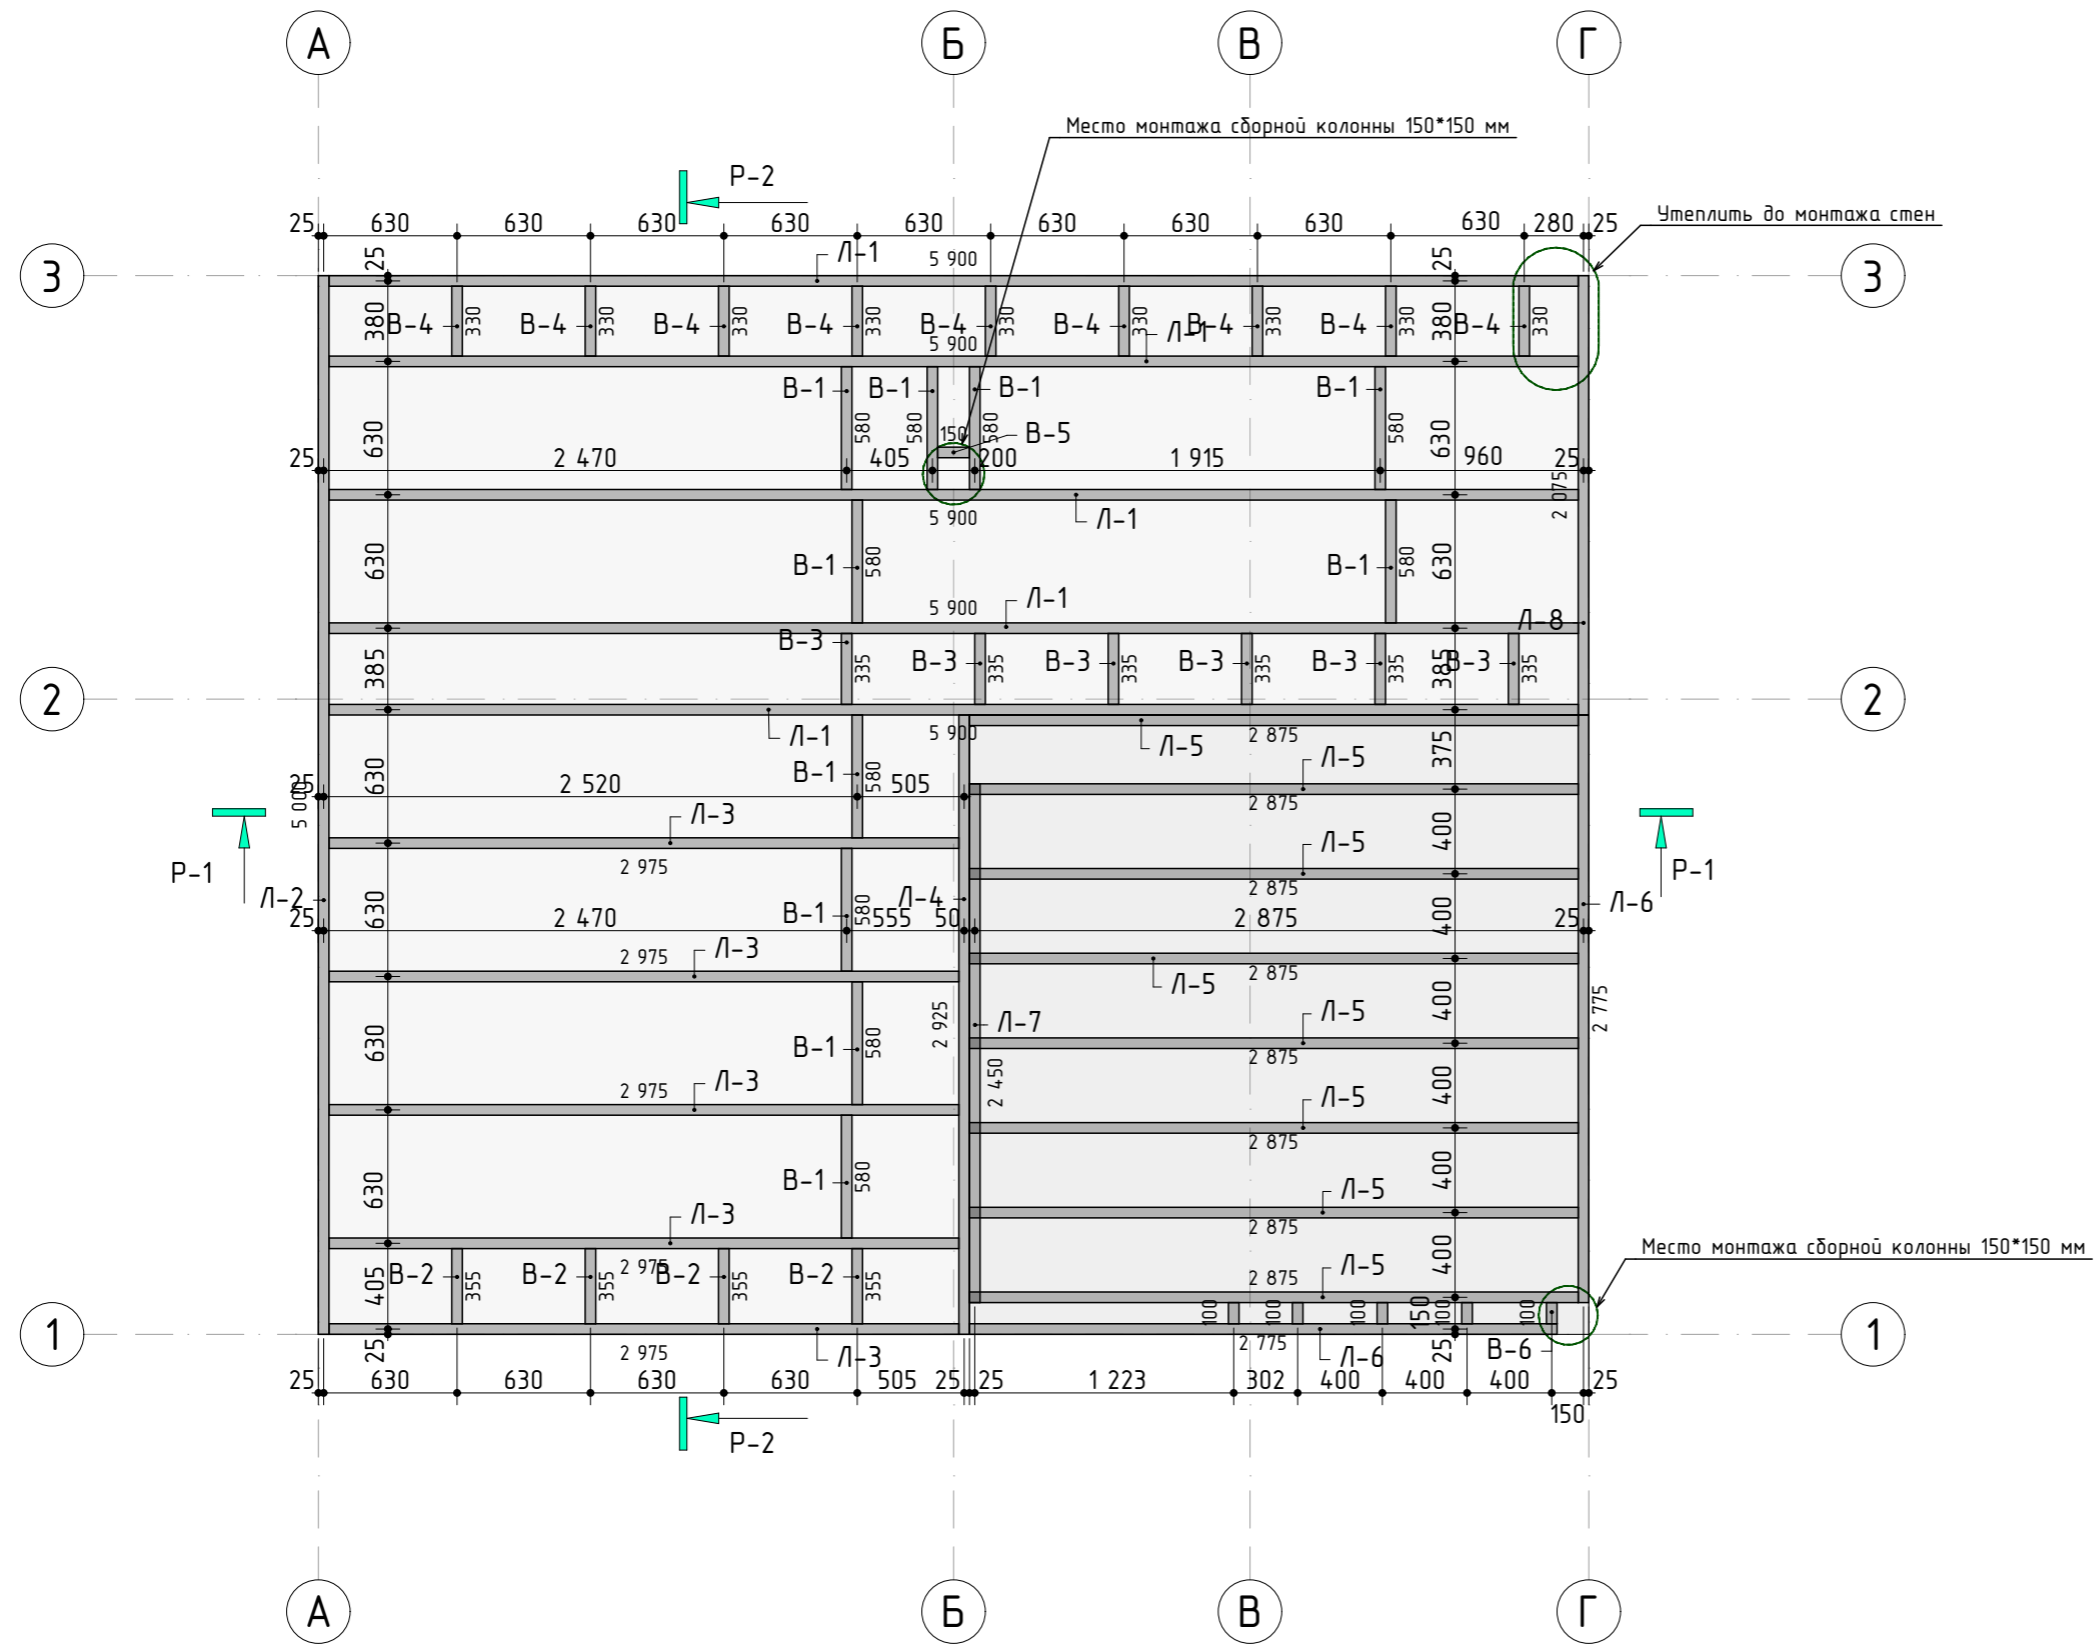 А Б В Г
Место монтажа сборной колонны 150*150 мм
Р-2
Утеплить до монтажа стен
25 630 630 630 630 630 630 630 630 630 280 25
3 25 Л-1 5 900 25 3
380 В-4 330 В-4 330 В-4 330 В-4 330 В-4 330 В-4 330 В-4 330 В-4 330 380 В-4 330
5 900 Л-1
В-1 В-1 В-1 В-1
630 580 580 150 580 В-5 580 630
25 2 470 405 200 1 915 960 25
2 075
5 900 Л-1
630 В-1 580 В-1 580 630
5 900 Л-1 Л-8
В-3
385 335 В-3 335 В-3 335 В-3 335 В-3 335 385 В-3 335
2 2
Л-1 5 900 Л-5 2 875 375
630 В-1 580 Л-5
25 2 520 505
5 000 2 875
Л-3 400
Р-1 2 975 Л-5 Р-1
2 875
Л-2 630 В-1 580 Л-4 400 Л-6
25 2 470 555 50 2 875 25
2 975 Л-3 Л-5 2 875
2 925 Л-7 Л-5 400 2 775
630 В-1 580 2 875
2 975 Л-3 2 450 Л-5 400
2 875
630 В-1 580 400
Л-3 Л-5
2 875
2 975 400
405 В-2 355 В-2 355 В-2 355 В-2 355 2 875 Л-5
Место монтажа сборной колонны 150*150 мм
100 100 100 150 100 100
1 1
25 2 975 Л-3 2 775 Л-6 25 В-6
25 630 630 630 630 505 25 25 1 223 302 400 400 400 25
150
Р-2
А Б В Г